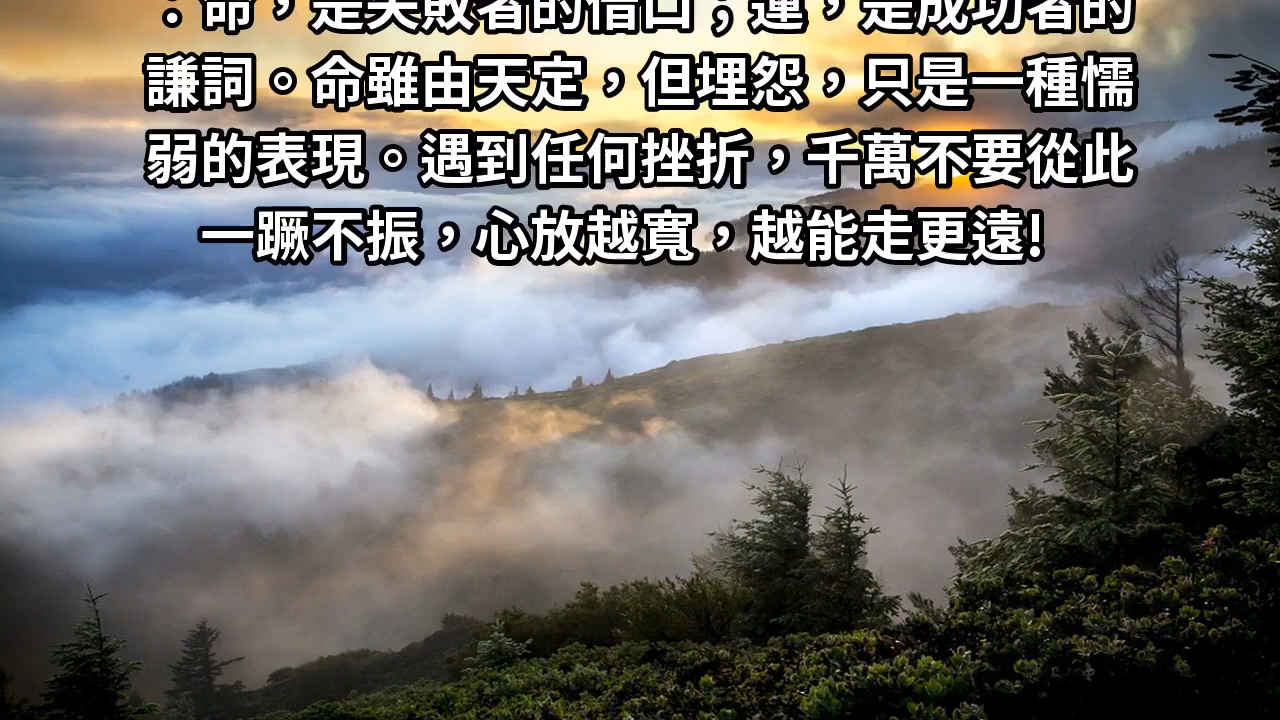 ：命，是失敗者的借口；運，是成功者的
謙詞。命雖由天定，但埋怨，只是一種懦
弱的表現。遇到任何挫折，千萬不要從此
一蹶不振，心放越寬，越能走更遠!